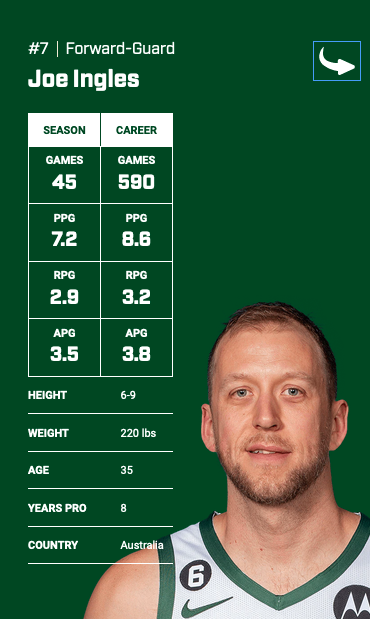 #7 | Forward-Guard
Joe Ingles
SEASON CAREER
GAMES GAMES
45 590
PPG PPG
7.2 8.6
RPG RPG
2.9 3.2
APG APG
3.5 3.8
HEIGHT 6-9
WEIGHT 220 lbs
AGE 35
YEARS PRO 8
COUNTRY Australia
6